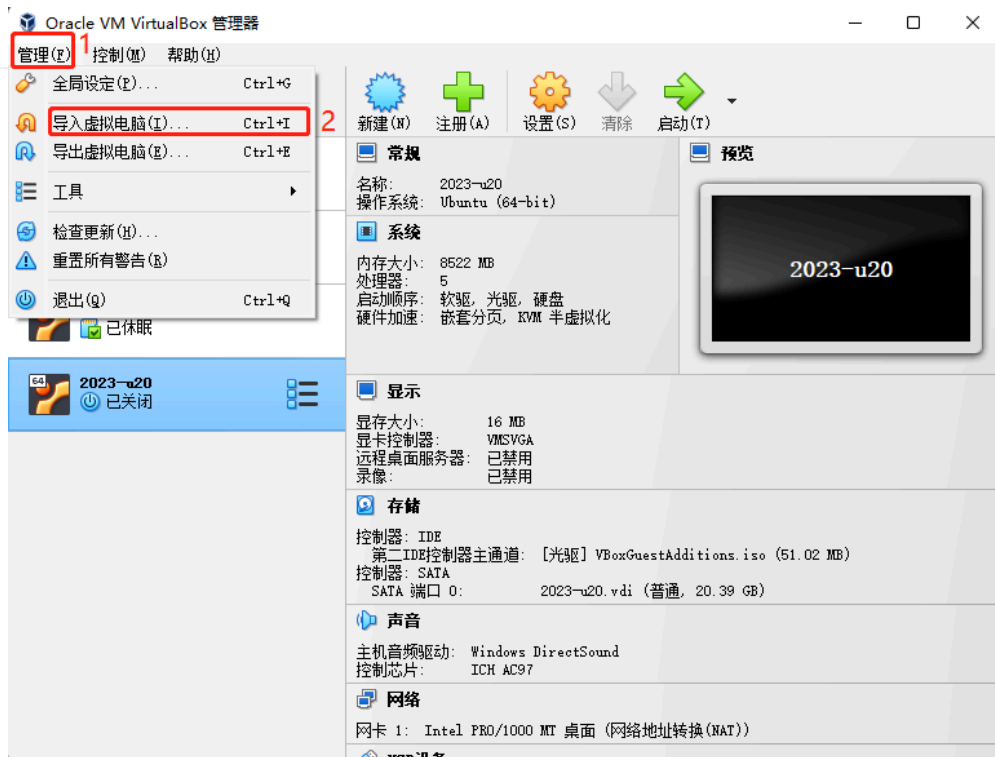 Oracle VM VirtualBox 管理器
管理(F) 1 控制(M) 帮助(H)
全局设定(P)... Ctrl+G
导入虚拟电脑(I)... Ctrl+I 2
导出虚拟电脑(E)... Ctrl+E
工具
检查更新(H)...
重置所有警告(R)
退出(Q) Ctrl+Q
已休眠
64 2023-u20
已关闭
新建(N) 注册(A) 设置(S) 清除 启动(T)
常规
名称: 2023-u20
操作系统: Ubuntu (64-bit)
预览
2023-u20
系统
内存大小: 8522 MB
处理器: 5
启动顺序: 软驱, 光驱, 硬盘
硬件加速: 嵌套分页, KVM 半虚拟化
显示
显存大小: 16 MB
显卡控制器: VMSVGA
远程桌面服务器: 已禁用
录像: 已禁用
存储
控制器: IDE
第二IDE控制器主通道: [光驱] VBoxGuestAdditions.iso (51.02 MB)
控制器: SATA
SATA 端口 0: 2023-u20.vdi (普通, 20.39 GB)
声音
主机音频驱动: Windows DirectSound
控制芯片: ICH AC97
网络
网卡 1: Intel PRO/1000 MT 桌面 (网络地址转换(NAT))